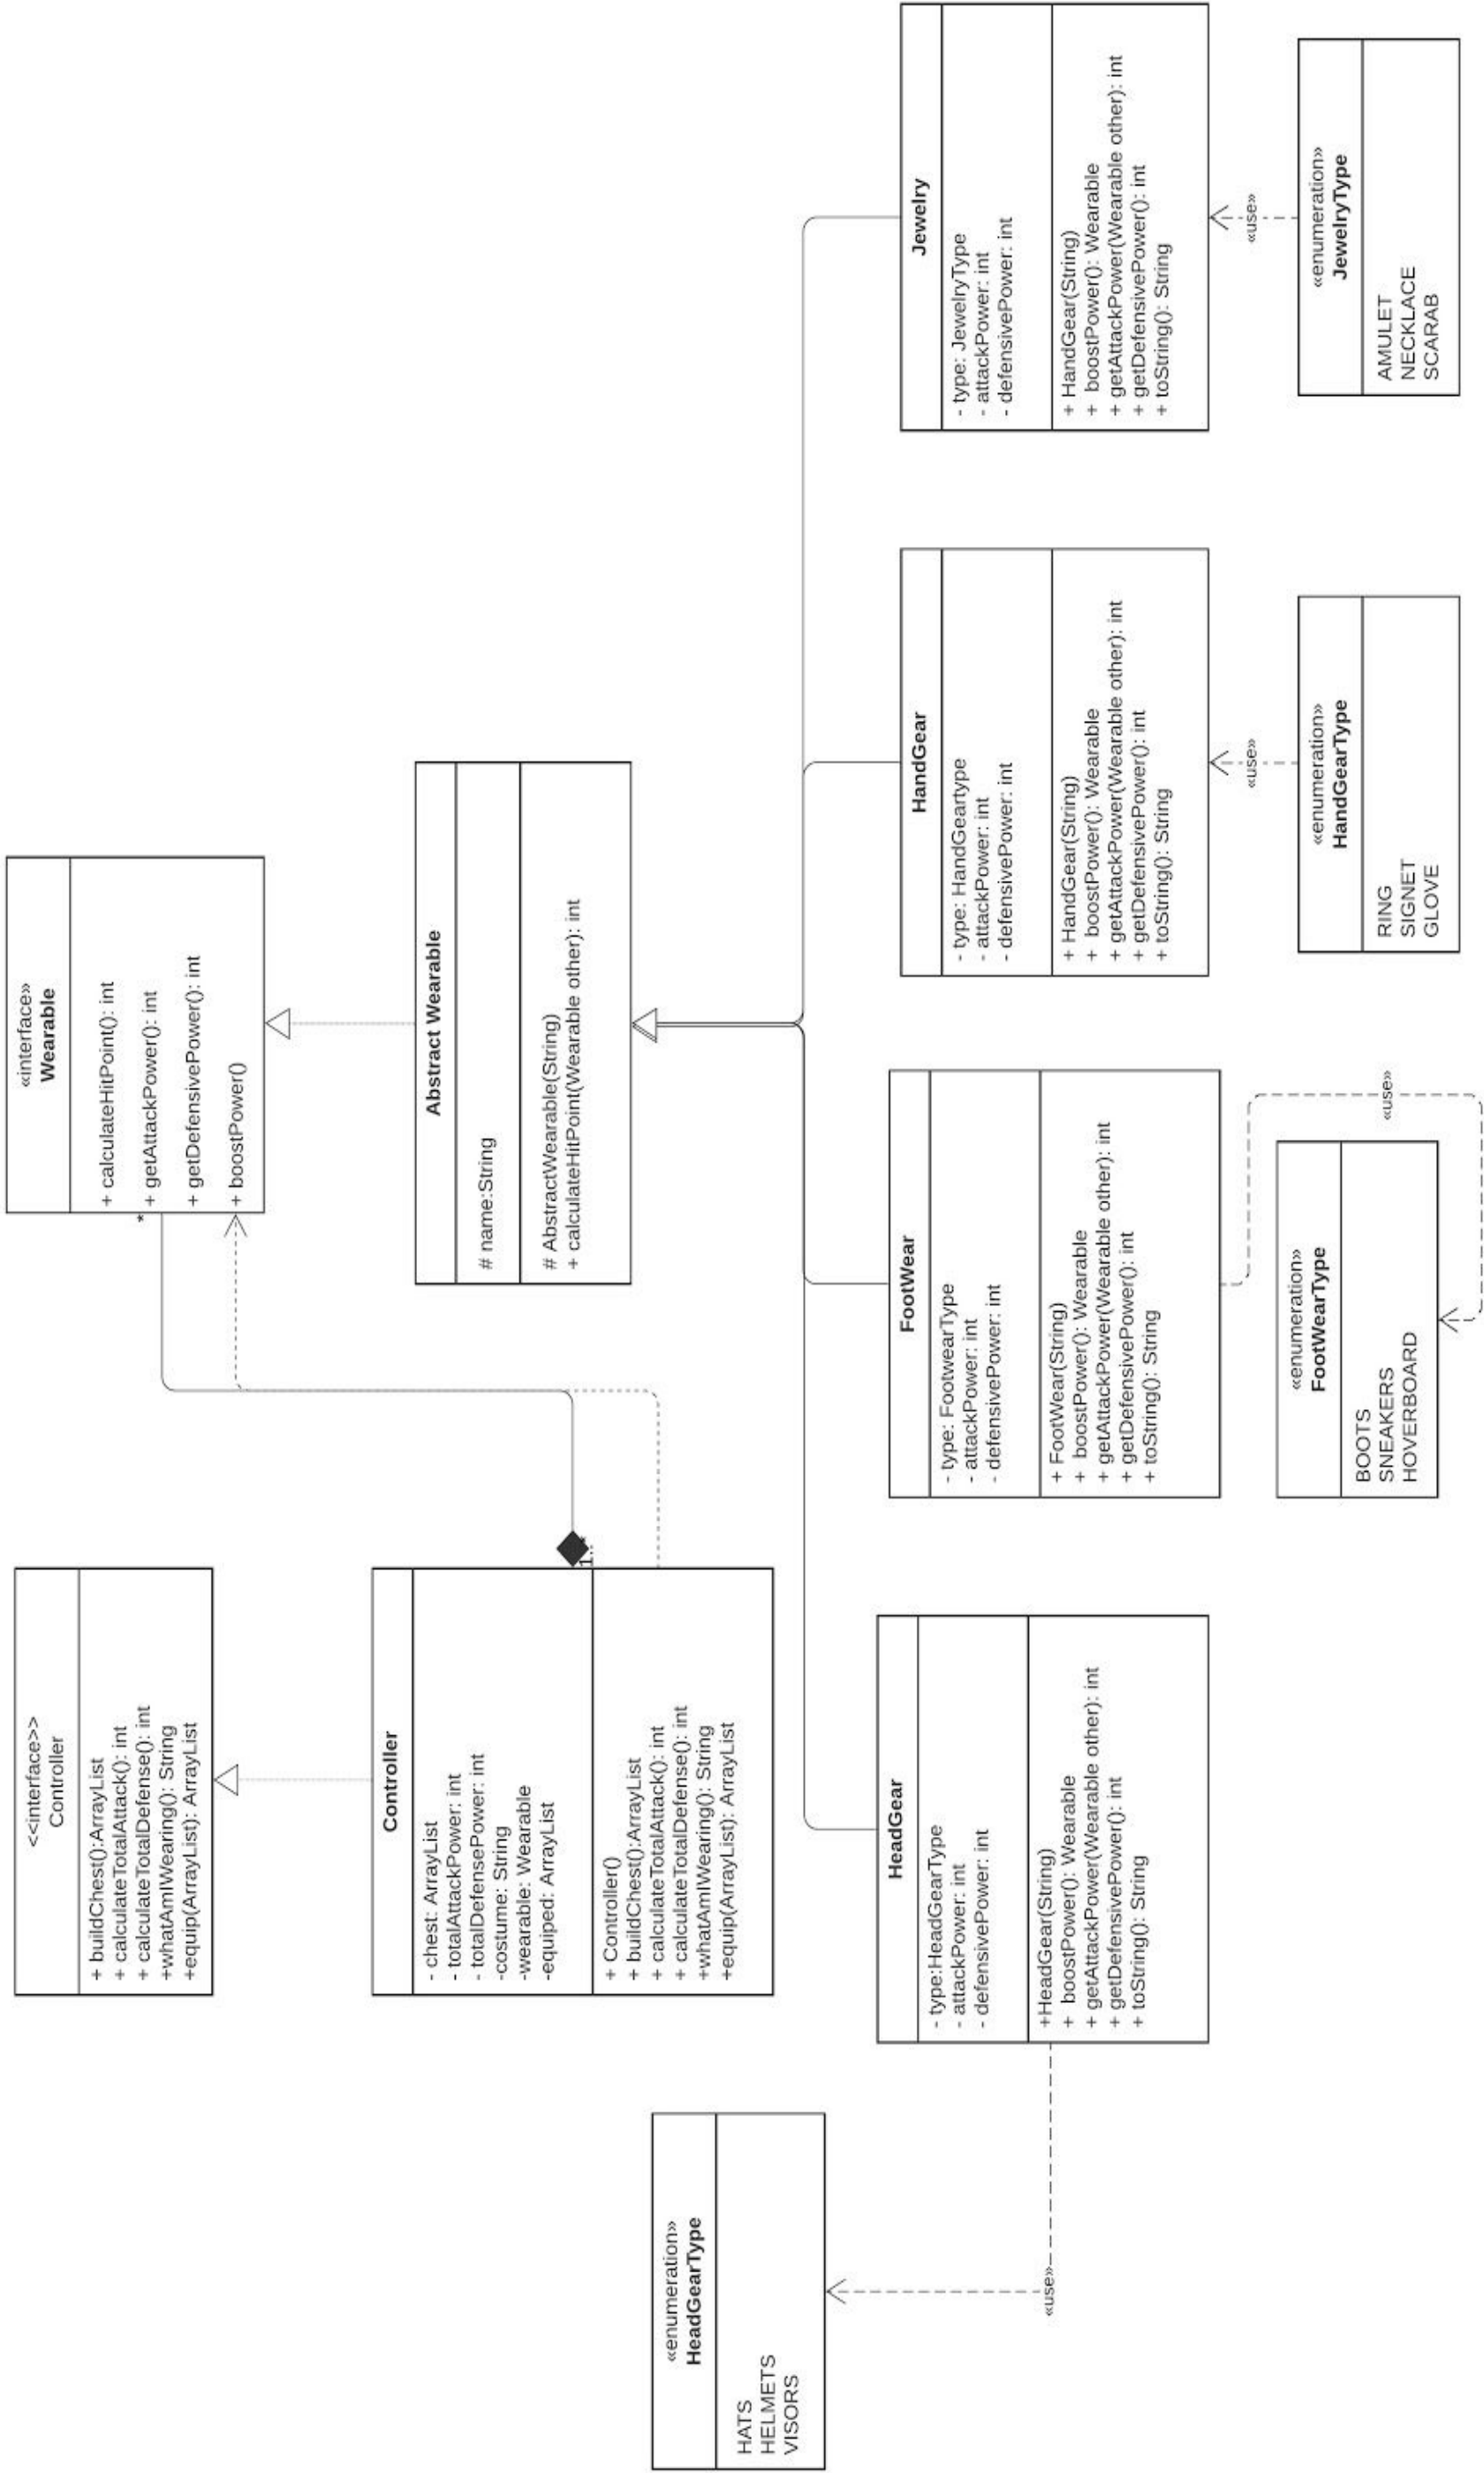 <<interface>>
Controller
+ buildChest():ArrayList
+ calculateTotalAttack(): int
+ calculateTotalDefense(): int
+whatAmIWearing(): String
+equip(ArrayList): ArrayList
«interface»
Wearable
+ calculateHitPoint(): int
+ getAttackPower(): int
+ getDefensivePower(): int
+ boostPower()
*
Controller
- chest: ArrayList
- totalAttackPower: int
- totalDefensePower: int
-costume: String
-wearable: Wearable
-equiped: ArrayList
+ Controller()
+ buildChest():ArrayList
+ calculateTotalAttack(): int
+ calculateTotalDefense(): int
+whatAmIWearing(): String
+equip(ArrayList): ArrayList
1..*
Abstract Wearable
# name:String
# AbstractWearable(String)
+ calculateHitPoint(Wearable other): int
«enumeration»
HeadGearType
HATS
HELMETS
VISORS
«use»
HeadGear
- type:HeadGearType
- attackPower: int
- defensivePower: int
+HeadGear(String)
+ boostPower(): Wearable
+ getAttackPower(Wearable other): int
+ getDefensivePower(): int
+ toString(): String
FootWear
- type: FootwearType
- attackPower: int
- defensivePower: int
+ FootWear(String)
+ boostPower(): Wearable
+ getAttackPower(Wearable other): int
+ getDefensivePower(): int
+ toString(): String
HandGear
- type: HandGeartype
- attackPower: int
- defensivePower: int
+ HandGear(String)
+ boostPower(): Wearable
+ getAttackPower(Wearable other): int
+ getDefensivePower(): int
+ toString(): String
Jewelry
- type: JewelryType
- attackPower: int
- defensivePower: int
+ HandGear(String)
+ boostPower(): Wearable
+ getAttackPower(Wearable other): int
+ getDefensivePower(): int
+ toString(): String
«enumeration»
FootWearType
BOOTS
SNEAKERS
HOVERBOARD
«use»
«use»
«enumeration»
HandGearType
RING
SIGNET
GLOVE
«use»
«enumeration»
JewelryType
AMULET
NECKLACE
SCARAB